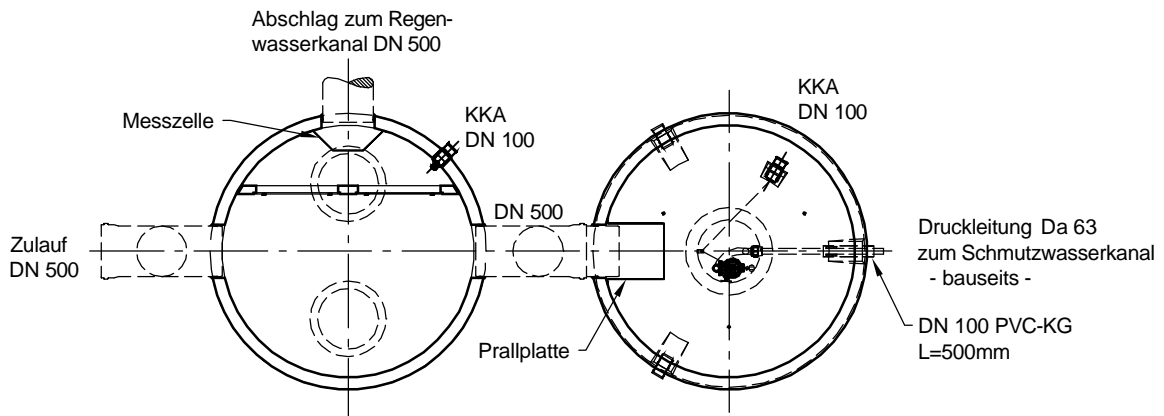 Abschlag zum Regen-
wasserkanal DN 500
Messzelle
KKA
DN 100
KKA
DN 100
Zulauf
DN 500
DN 500
Druckleitung Da 63
zum Schmutzwasserkanal
- bauseits -
Prallplatte
DN 100 PVC-KG
L=500mm